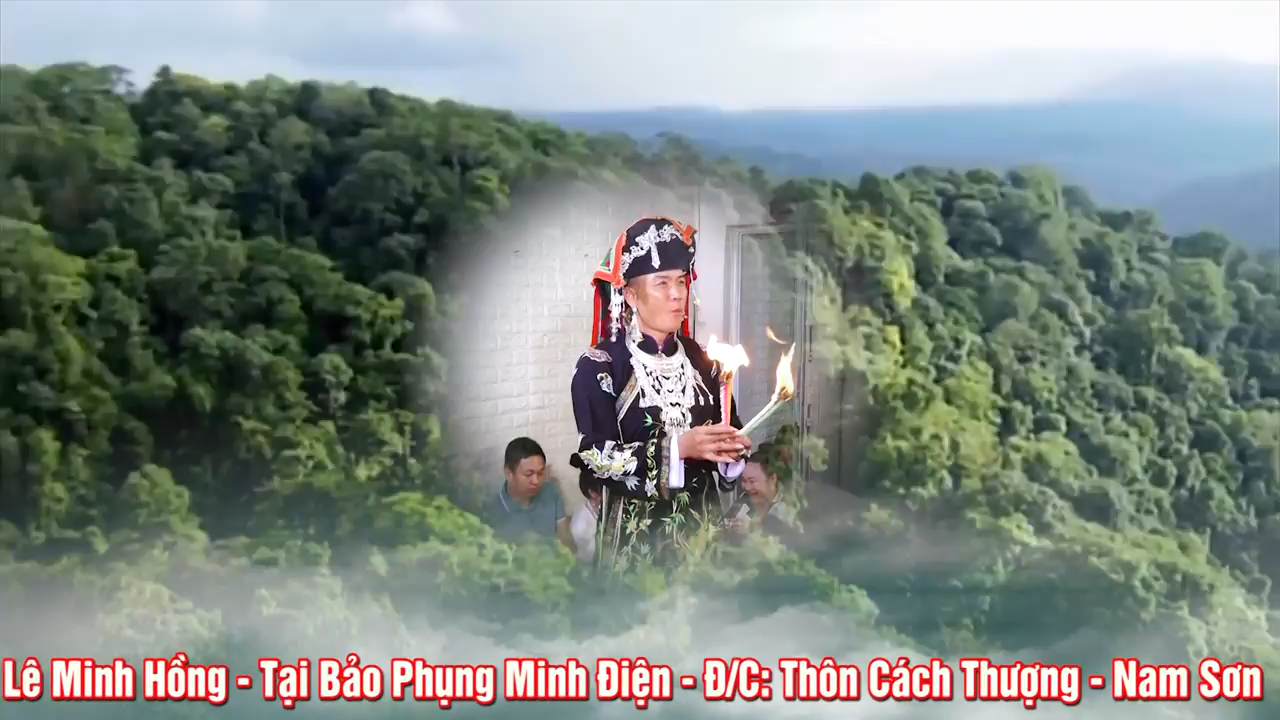 Lê Minh Hồng - Tại Bảo Phụng Minh Điện - Đ/C: Thôn Cách Thượng - Nam Sơn